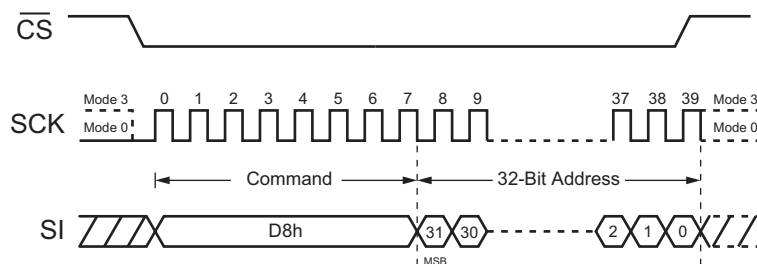 CS
0 1 2 3 4 5 6 7 8 9 37 38 39
Mode 3 Mode 3
SCK
Mode 0 Mode 0
Command 32-Bit Address
SI D8h 31 30 2 1 0
MSB